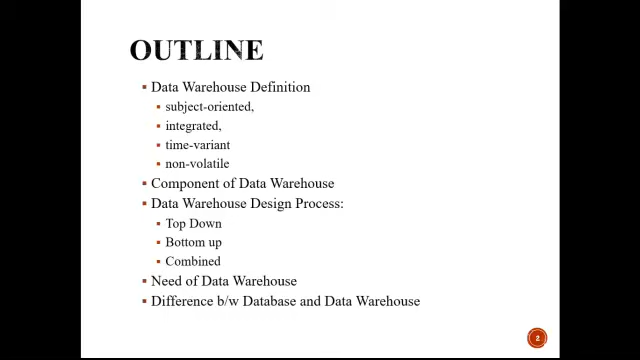 OUTLINE
Data Warehouse Definition
subject-oriented,
integrated,
time-variant
non-volatile
Component of Data Warehouse
Data Warehouse Design Process:
Top Down
Bottom up
Combined
Need of Data Warehouse
Difference b/w Database and Data Warehouse
2